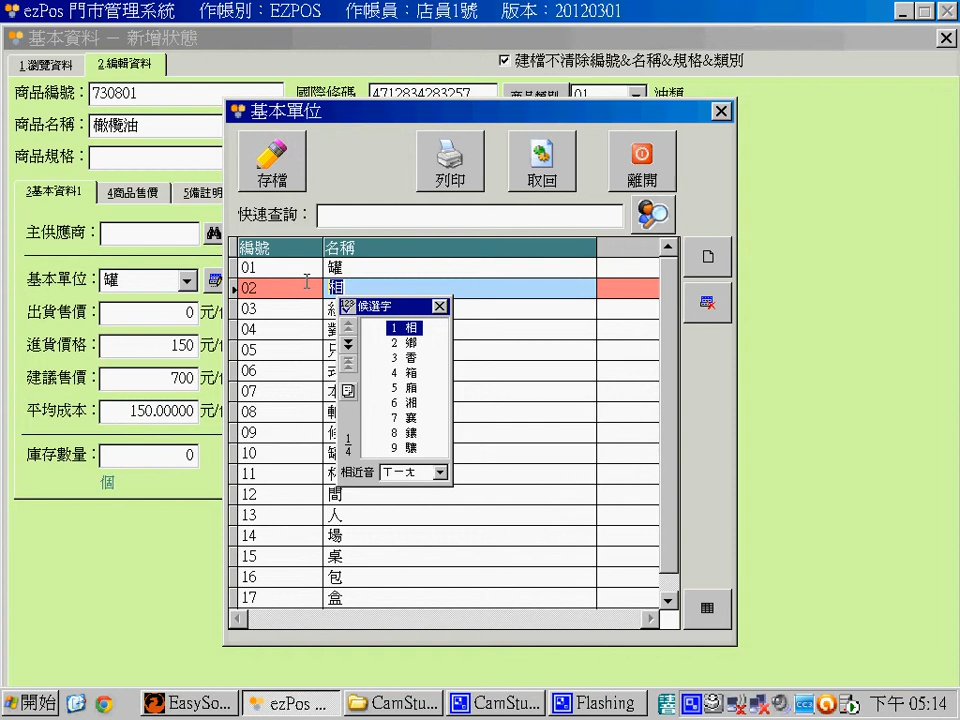 ezPos 門市管理系統 作帳別：EZPOS 作帳員：店員1號 版本：20120301
基本資料 － 新增狀態
1.瀏覽資料 2.編輯資料 建檔不清除編號&名稱&規格&類別
商品編號：730801 國際條碼 4712834283257 商品類別 01 油類
商品名稱：橄欖油
商品規格：
3基本資料1 4商品售價 5備註明
主供應商：
基本單位：罐
出貨售價： 0 元/
進貨價格： 150 元/
建議售價： 700 元/
平均成本： 150.00000 元/
庫存數量： 0
個
基本單位
存檔 列印 取回 離開
快速查詢：
編號 名稱
01 罐
02 相
03
04
05
06
07
08
09
10
11
12 間
13 人
14 場
15 桌
16 包
17 盒
候選字
1 相
2 鄉
3 香
4 箱
5 廂
6 湘
7 襄
8 鑲
9 驤
1/4
相近音 ㄒㄧㄤ
開始 EasySo... ezPos ... CamStu... CamStu... Flashing 下午 05:14